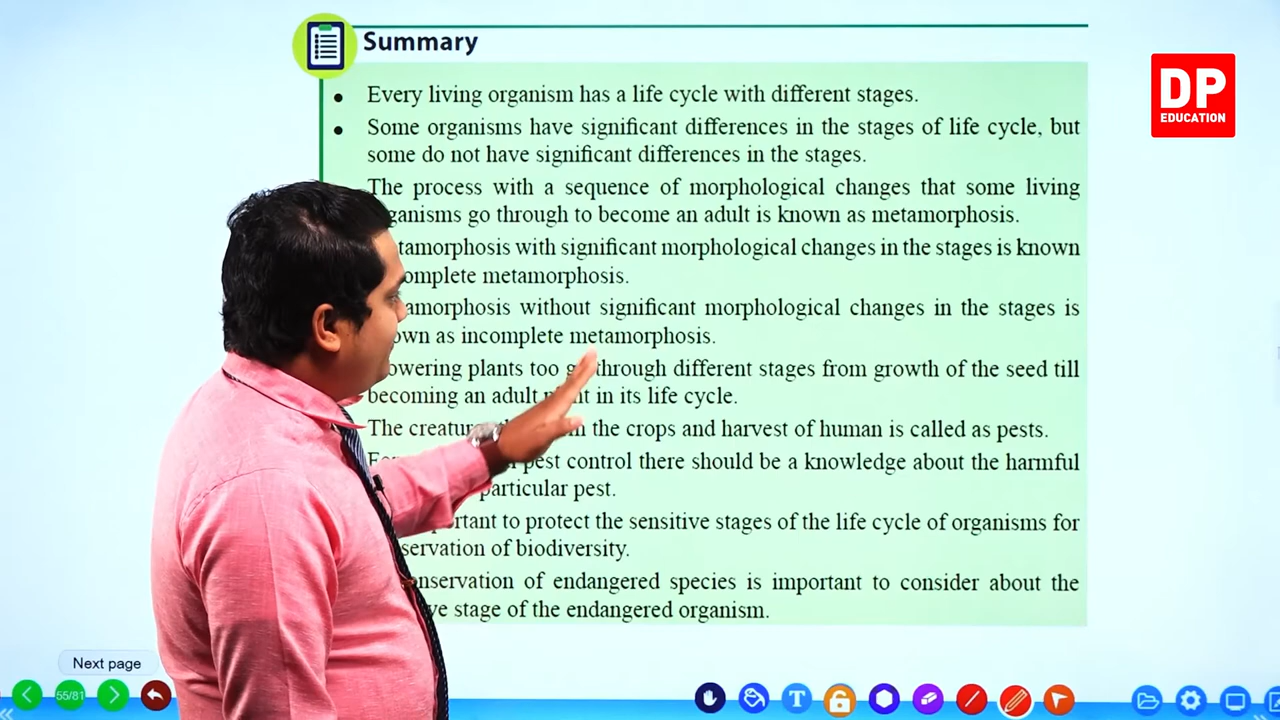 Summary
DP
EDUCATION
• Every living organism has a life cycle with different stages.
• Some organisms have significant differences in the stages of life cycle, but
some do not have significant differences in the stages.
The process with a sequence of morphological changes that some living
ganisms go through to become an adult is known as metamorphosis.
tamorphosis with significant morphological changes in the stages is known
omplete metamorphosis.
amorphosis without significant morphological changes in the stages is
own as incomplete metamorphosis.
owering plants too through different stages from growth of the seed till
becoming an adult in its life cycle.
The the crops and harvest of human is called as pests.
pest control there should be a knowledge about the harmful
particular pest.
ortant to protect the sensitive stages of the life cycle of organisms for
servation of biodiversity.
onservation of endangered species is important to consider about the
ve stage of the endangered organism.
Next page
55/81
T